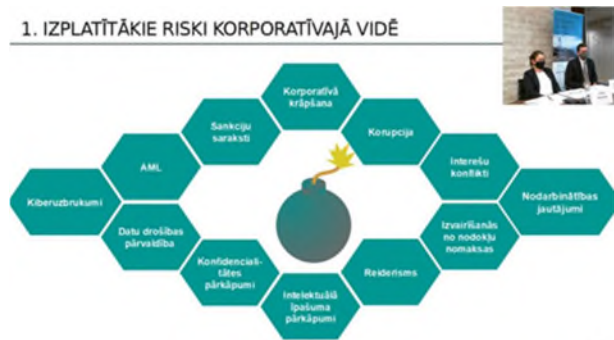 1. IZPLATĪTĀKIE RISKI KORPORATĪVAJĀ VIDĒ
Korporatīvā
krāpšana
Sankciju
saraksti
Korupcija
AML
Interešu
konflikti
Kiberuzbrukumi
Nodarbinātības
jautājumi
Datu drošības
pārvaldība
Izvairīšanās
no nodokļu
nomaksas
Konfidenciali-
tātes
pārkāpumi
Reiderisms
Intelektuālā
īpašuma
pārkāpumi